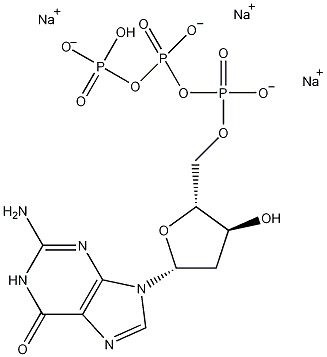 Na+ Na+
O- OH O O- O Na+
P P P O-
O O O
O
O OH
H2N
N N
HN N
O N